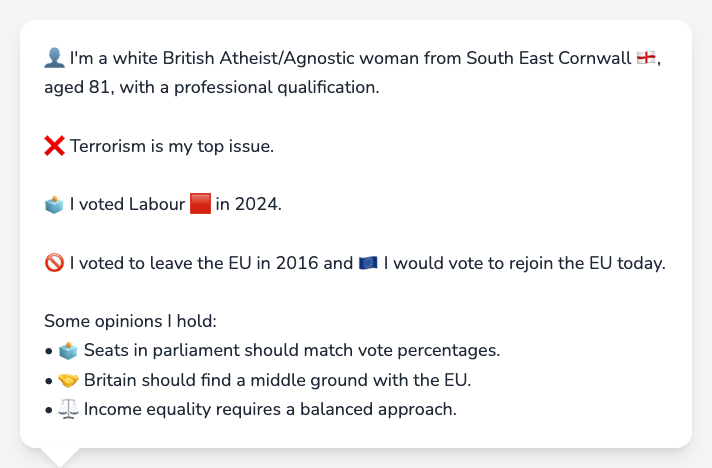 👤 I'm a white British Atheist/Agnostic woman from South East Cornwall 🏴󠁧󠁢󠁥󠁮󠁧󠁿,
aged 81, with a professional qualification.
❌ Terrorism is my top issue.
🗳️ I voted Labour 🟥 in 2024.
🚫 I voted to leave the EU in 2016 and 🇪🇺 I would vote to rejoin the EU today.
Some opinions I hold:
• 🗳️ Seats in parliament should match vote percentages.
• 🤝 Britain should find a middle ground with the EU.
• ⚖️ Income equality requires a balanced approach.